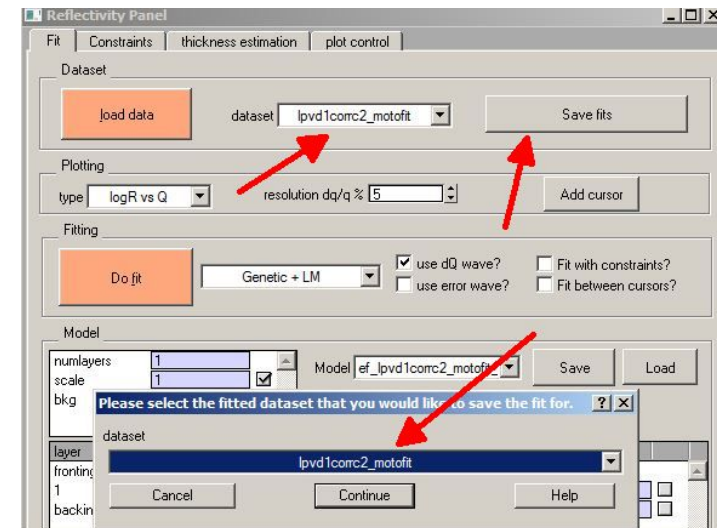 Reflectivity Panel
Fit Constraints thickness estimation plot control
Dataset
load data dataset lpvd1corrc2_motofit Save fits
Plotting
type logR vs Q resolution dq/q % 5 Add cursor
Fitting
Do fit Genetic + LM use dQ wave? Fit with constraints?
use error wave? Fit between cursors?
Model
numlayers 1 Model ef_lpvd1corrc2_motofit_ Save Load
scale 1
bkg Please select the fitted dataset that you would like to save the fit for.
dataset
layer lpvd1corrc2_motofit
fronting
1 Cancel Continue Help
backin